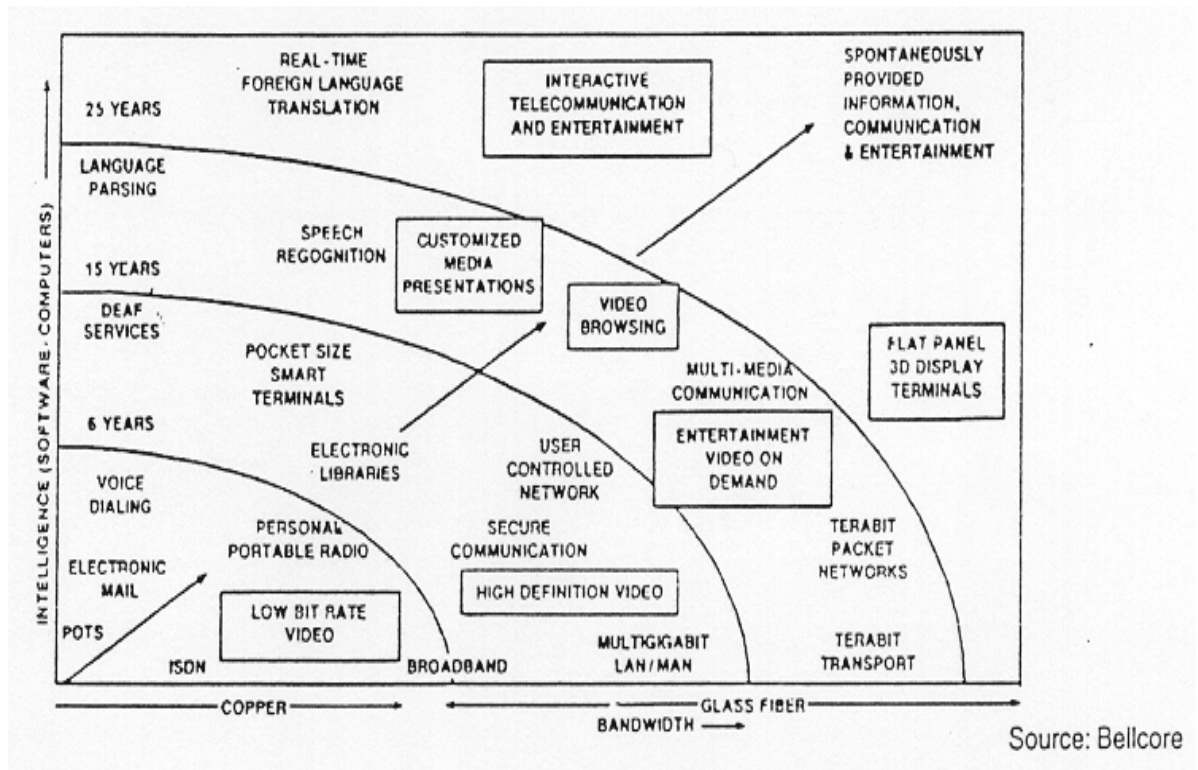 REAL-TIME
FOREIGN LANGUAGE
TRANSLATION
INTERACTIVE
TELECOMMUNICATION
AND ENTERTAINMENT
SPONTANEOUSLY
PROVIDED
INFORMATION,
COMMUNICATION
& ENTERTAINMENT
25 YEARS
LANGUAGE
PARSING
SPEECH
REGOGNITION
CUSTOMIZED
MEDIA
PRESENTATIONS
15 YEARS
DEAF
SERVICES
VIDEO
BROWSING
FLAT PANEL
3D DISPLAY
TERMINALS
POCKET SIZE
SMART
TERMINALS
MULTI-MEDIA
COMMUNICATION
6 YEARS
ELECTRONIC
LIBRARIES
USER
CONTROLLED
NETWORK
ENTERTAINMENT
VIDEO ON
DEMAND
VOICE
DIALING
PERSONAL
PORTABLE RADIO
SECURE
COMMUNICATION
TERABIT
PACKET
NETWORKS
ELECTRONIC
MAIL
LOW BIT RATE
VIDEO
HIGH DEFINITION VIDEO
POTS
ISDN
BROADBAND
MULTIGIGABIT
LAN/MAN
TERABIT
TRANSPORT
INTELLIGENCE (SOFTWARE · COMPUTERS)
COPPER
GLASS FIBER
BANDWIDTH
Source: Bellcore